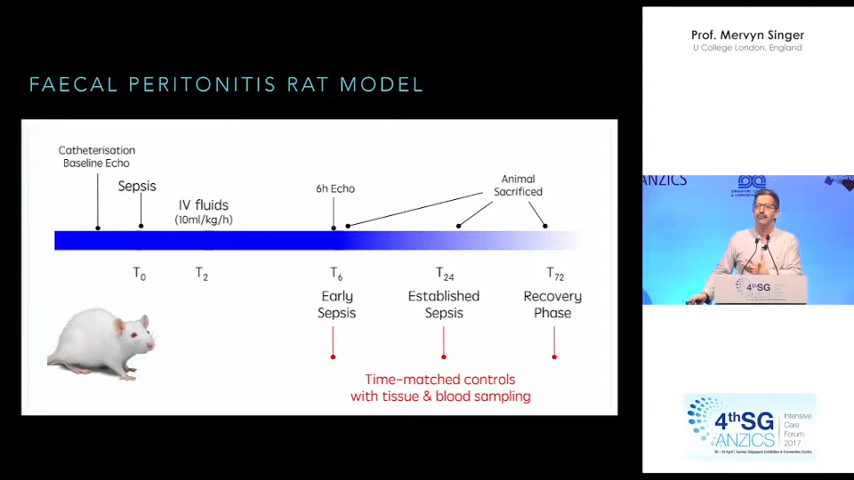 FAECAL PERITONITIS RAT MODEL
Catheterisation
Baseline Echo
Sepsis
IV fluids
(10ml/kg/h)
6h Echo
Animal
Sacrificed
T0
T2
T6
T24
T72
Early
Sepsis
Established
Sepsis
Recovery
Phase
Time-matched controls
with tissue & blood sampling
Prof. Mervyn Singer
U College London, England
ANZICS
4thSG
4thSG
ANZICS
Intensive
Care
Forum
2017